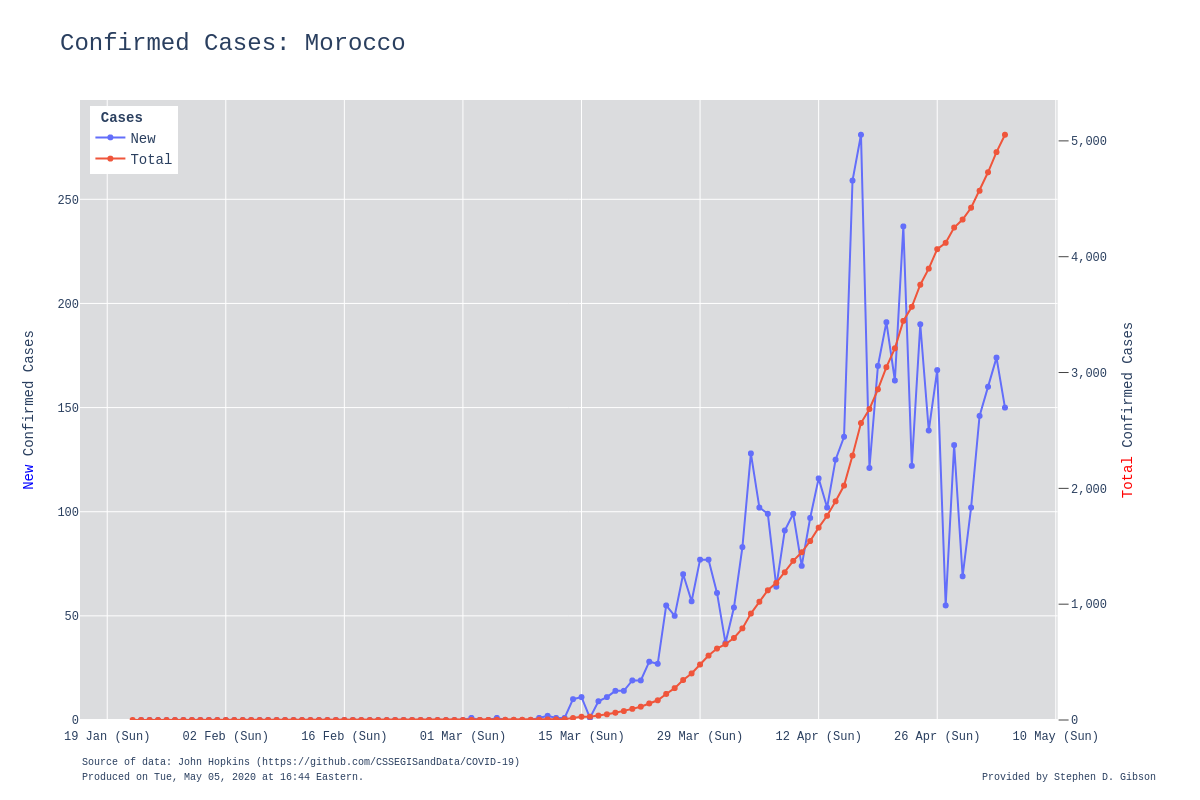 Confirmed Cases: Morocco
Cases
New
Total
250
200
150
100
50
0
5,000
4,000
3,000
2,000
1,000
0
New Confirmed Cases
Total Confirmed Cases
19 Jan (Sun) 02 Feb (Sun) 16 Feb (Sun) 01 Mar (Sun) 15 Mar (Sun) 29 Mar (Sun) 12 Apr (Sun) 26 Apr (Sun) 10 May (Sun)
Source of data: John Hopkins (https://github.com/CSSEGISandData/COVID-19)
Produced on Tue, May 05, 2020 at 16:44 Eastern.
Provided by Stephen D. Gibson